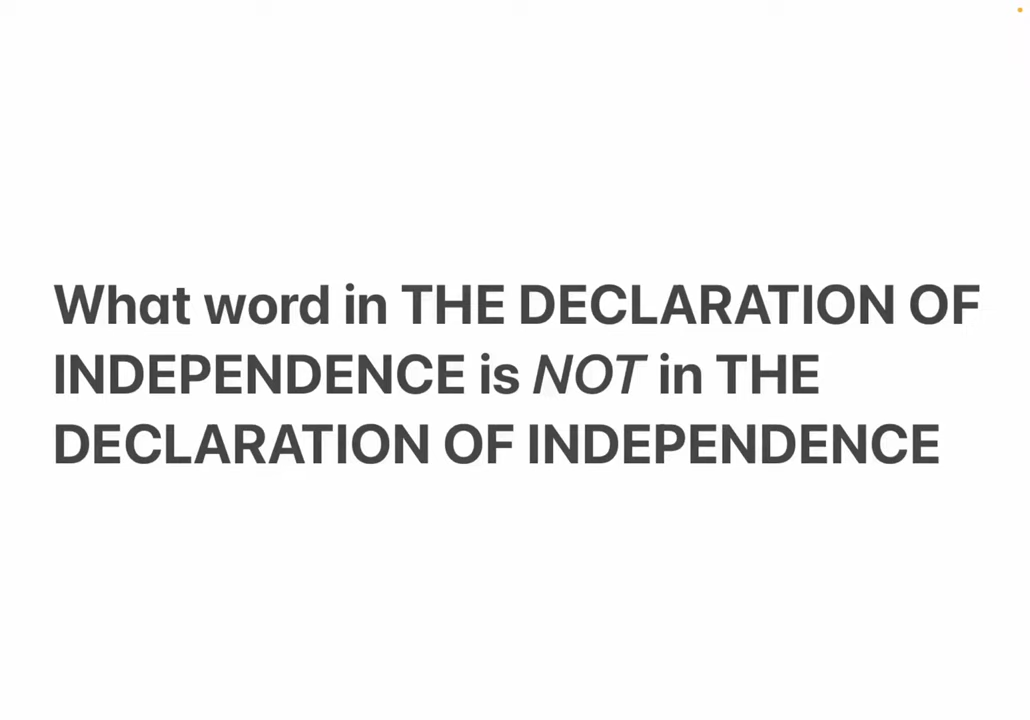 What word in THE DECLARATION OF
INDEPENDENCE is NOT in THE
DECLARATION OF INDEPENDENCE